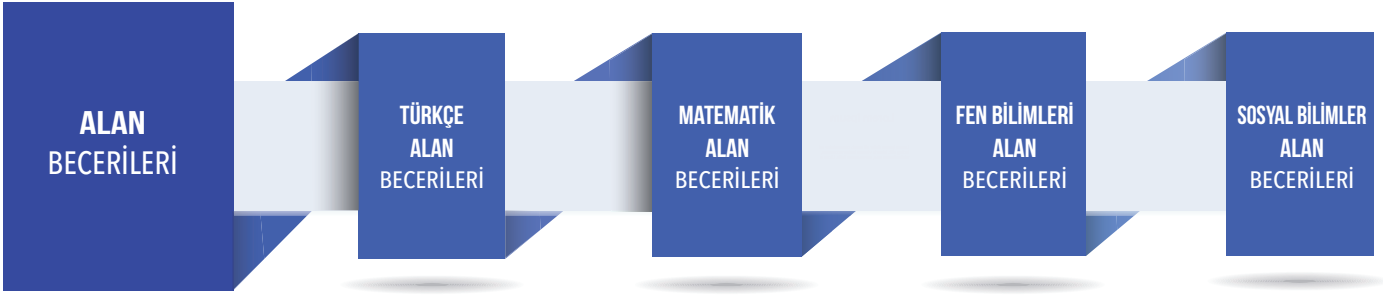 ALAN
BECERİLERİ
TÜRKÇE
ALAN
BECERİLERİ
MATEMATİK
ALAN
BECERİLERİ
FEN BİLİMLERİ
ALAN
BECERİLERİ
SOSYAL BİLİMLER
ALAN
BECERİLERİ